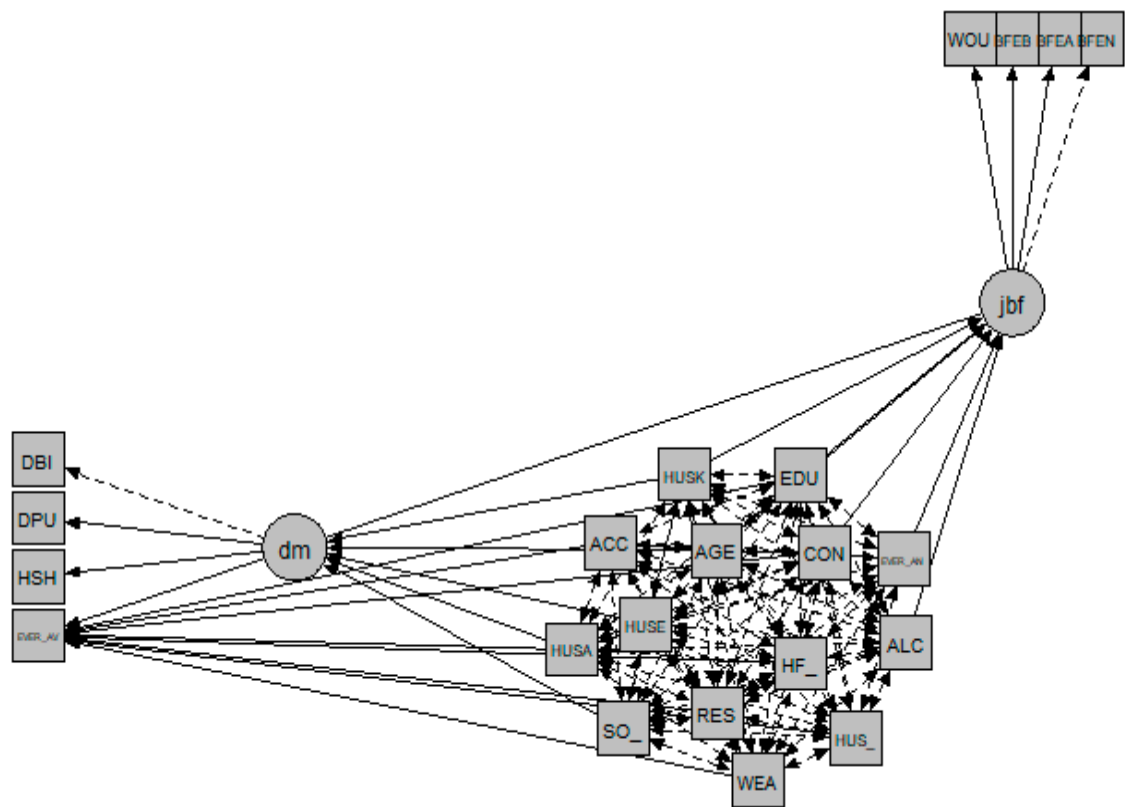 WOU BFEB BFEA BFEN
jbf
DBI
HUSK EDU
DPU
ACC AGE CON
dm
EVER_AN
HSH
HUSE
EVER_AV
HUSA
HF_
ALC
RES
SO_
HUS_
WEA